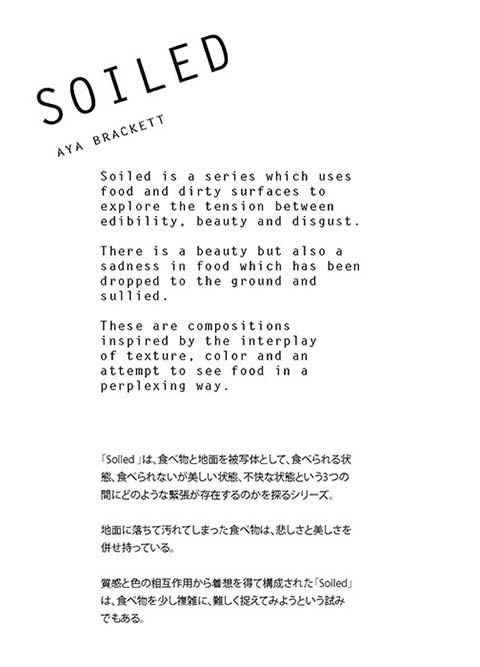 SOILED
AYA BRACKETT
Soiled is a series which uses
food and dirty surfaces to
explore the tension between
edibility, beauty and disgust.
There is a beauty but also a
sadness in food which has been
dropped to the ground and
sullied.
These are compositions
inspired by the interplay
of texture, color and an
attempt to see food in a
perplexing way.
「Soiled」は、食べ物と地面を被写体として、食べられる状
態、食べられないが美しい状態、不快な状態という3つの
間にどのような緊張が存在するのかを探るシリーズ。
地面に落ちて汚れてしまった食べ物は、悲しさと美しさを
併せ持っている。
質感と色の相互作用から着想を得て構成された「Soiled」
は、食べ物を少し複雑に、難しく捉えてみようという試み
でもある。